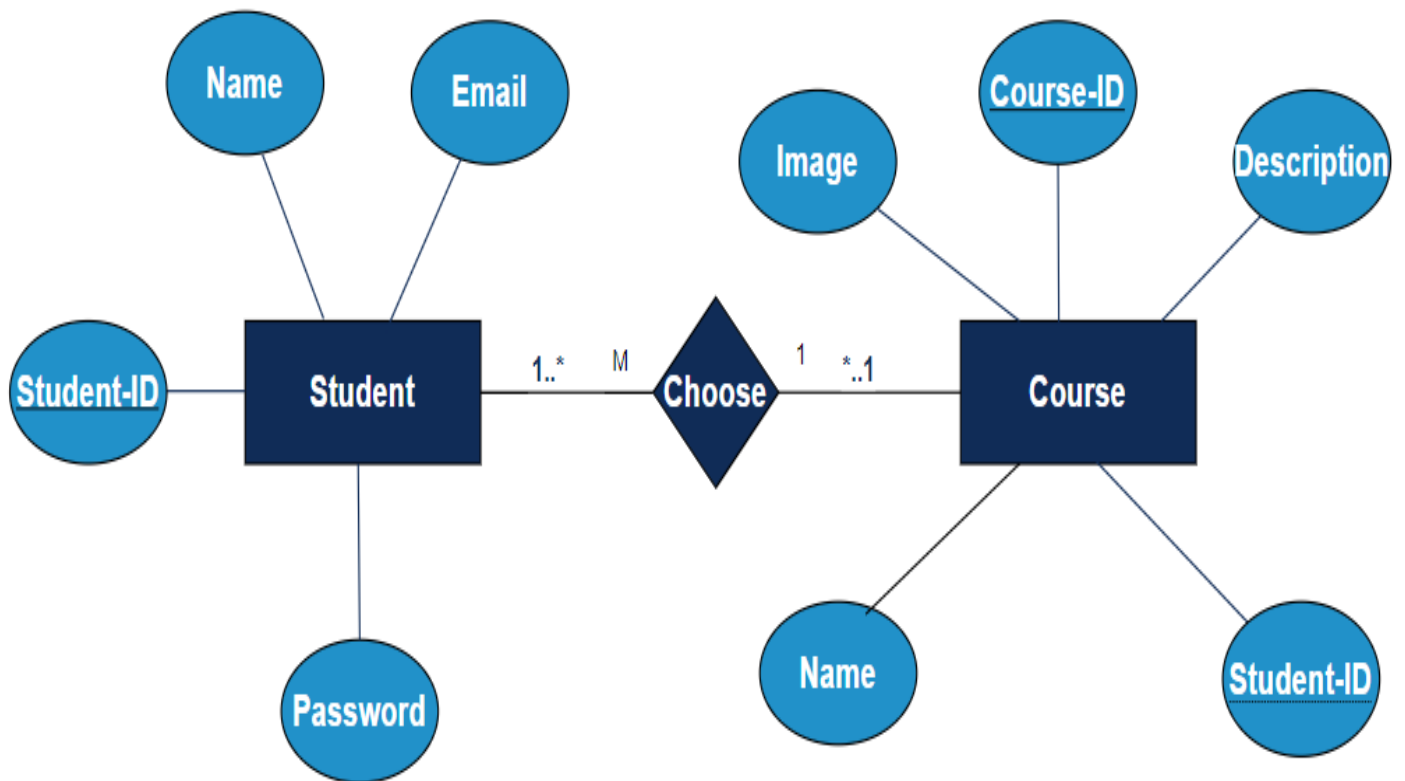 Name
Email
Course-ID
Image
Description
Student-ID
Student
1..*
M
Choose
1
*..1
Course
Name
Student-ID
Password